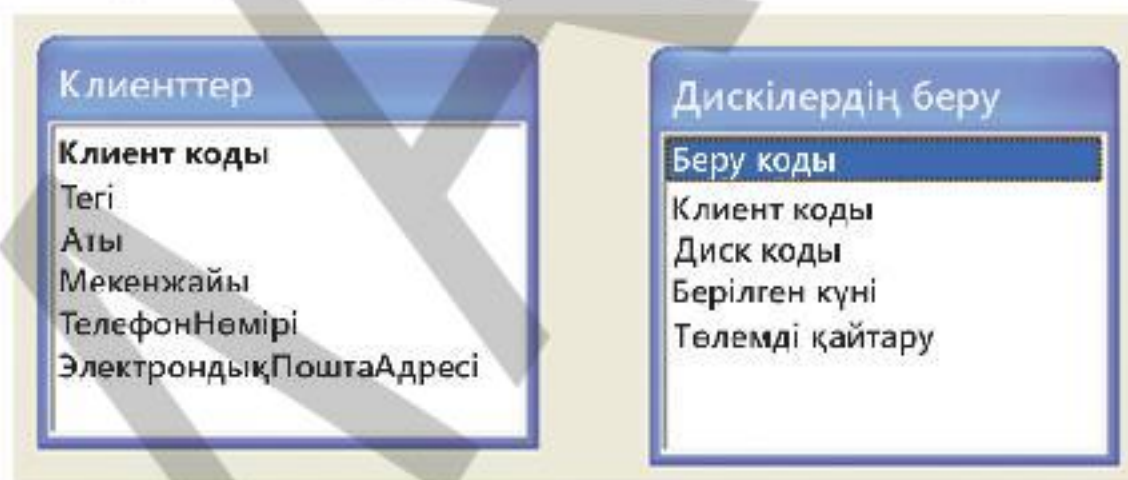 Клиенттер
Клиент коды
Тегі
Аты
Мекенжайы
ТелефонНөмірі
ЭлектрондықПоштаАдресі
Дискілердің беру
Беру коды
Клиент коды
Диск коды
Берілген күні
Төлемді қайтару